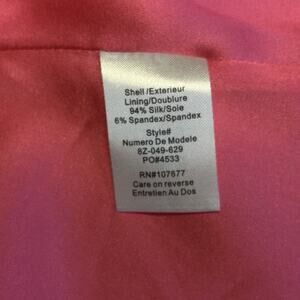 Shell/Exterieur
Lining/Doublure
94% Silk/Soie
6% Spandex/Spandex
Style#
Numero De Modele
8Z-049-629
PO#4533
RN#107677
Care on reverse
Entretien Au Dos